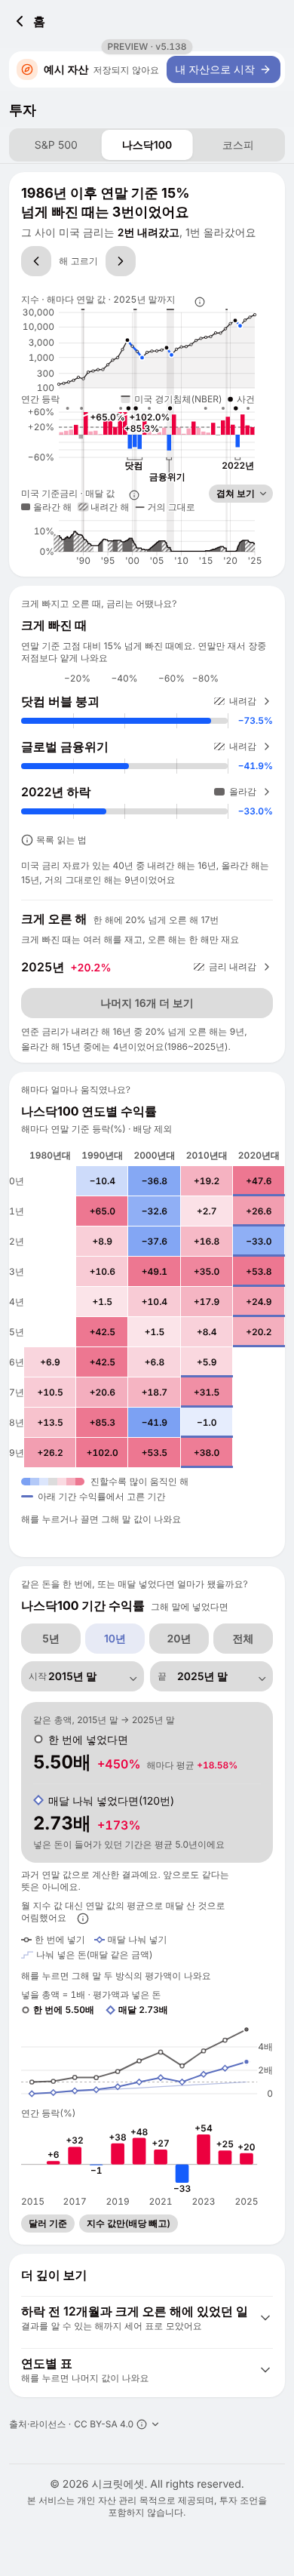 홈
PREVIEW · v5.138
예시 자산 저장되지 않아요 내 자산으로 시작
투자
S&P 500 나스닥100 코스피
1986년 이후 연말 기준 15%
넘게 빠진 때는 3번이었어요
그 사이 미국 금리는 2번 내려갔고, 1번 올라갔어요
해 고르기
지수 · 해마다 연말 값 · 2025년 말까지
30,000
10,000
3,000
1,000
300
100
연간 등락 미국 경기침체(NBER) 사건
+60%
+65.0% +102.0%
+20%
+85.3%
−60%
닷컴 2022년
금융위기
미국 기준금리 · 매달 값 겹쳐 보기
올라간 해 내려간 해 거의 그대로
10%
0%
'90 '95 '00 '05 '10 '15 '20 '25
크게 빠지고 오른 때, 금리는 어땠나요?
크게 빠진 때
연말 기준 고점 대비 15% 넘게 빠진 때예요. 연말만 재서 장중
저점보다 얕게 나와요
−20% −40% −60% −80%
닷컴 버블 붕괴 내려감
−73.5%
글로벌 금융위기 내려감
−41.9%
2022년 하락 올라감
−33.0%
목록 읽는 법
미국 금리 자료가 있는 40년 중 내려간 해는 16년, 올라간 해는
15년, 거의 그대로인 해는 9년이었어요
크게 오른 해 한 해에 20% 넘게 오른 해 17번
크게 빠진 때는 여러 해를 재고, 오른 해는 한 해만 재요
2025년 +20.2% 금리 내려감
나머지 16개 더 보기
연준 금리가 내려간 해 16년 중 20% 넘게 오른 해는 9년,
올라간 해 15년 중에는 4년이었어요(1986~2025년).
해마다 얼마나 움직였나요?
나스닥100 연도별 수익률
해마다 연말 기준 등락(%) · 배당 제외
1980년대 1990년대 2000년대 2010년대 2020년대
0년 −10.4 −36.8 +19.2 +47.6
1년 +65.0 −32.6 +2.7 +26.6
2년 +8.9 −37.6 +16.8 −33.0
3년 +10.6 +49.1 +35.0 +53.8
4년 +1.5 +10.4 +17.9 +24.9
5년 +42.5 +1.5 +8.4 +20.2
6년 +6.9 +42.5 +6.8 +5.9
7년 +10.5 +20.6 +18.7 +31.5
8년 +13.5 +85.3 −41.9 −1.0
9년 +26.2 +102.0 +53.5 +38.0
진할수록 많이 움직인 해
아래 기간 수익률에서 고른 기간
해를 누르거나 끌면 그해 말 값이 나와요
같은 돈을 한 번에, 또는 매달 넣었다면 얼마가 됐을까요?
나스닥100 기간 수익률 그해 말에 넣었다면
5년 10년 20년 전체
시작 2015년 말 끝 2025년 말
같은 총액, 2015년 말 → 2025년 말
한 번에 넣었다면
5.50배 +450% 해마다 평균 +18.58%
매달 나눠 넣었다면(120번)
2.73배 +173%
넣은 돈이 들어가 있던 기간은 평균 5.0년이에요
과거 연말 값으로 계산한 결과예요. 앞으로도 같다는
뜻은 아니에요.
월 지수 값 대신 연말 값의 평균으로 매달 산 것으로
어림했어요
한 번에 넣기 매달 나눠 넣기
나눠 넣은 돈(매달 같은 금액)
해를 누르면 그해 말 두 방식의 평가액이 나와요
넣을 총액 = 1배 · 평가액과 넣은 돈
한 번에 5.50배 매달 2.73배
4배
2배
0
연간 등락(%)
+6 +32 −1 +38 +48 +27 −33 +54 +25 +20
2015 2017 2019 2021 2023 2025
달러 기준 지수 값만(배당 빼고)
더 깊이 보기
하락 전 12개월과 크게 오른 해에 있었던 일
결과를 알 수 있는 해까지 세어 표로 모았어요
연도별 표
해를 누르면 나머지 값이 나와요
출처·라이선스 · CC BY-SA 4.0
© 2026 시크릿에셋. All rights reserved.
본 서비스는 개인 자산 관리 목적으로 제공되며, 투자 조언을
포함하지 않습니다.